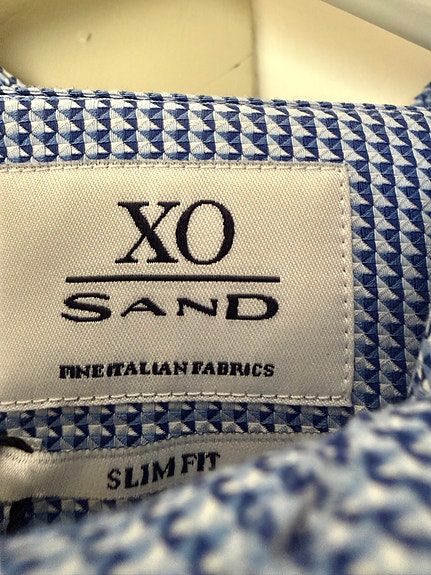 XO
SAND
FINE ITALIAN FABRICS
SLIM FIT